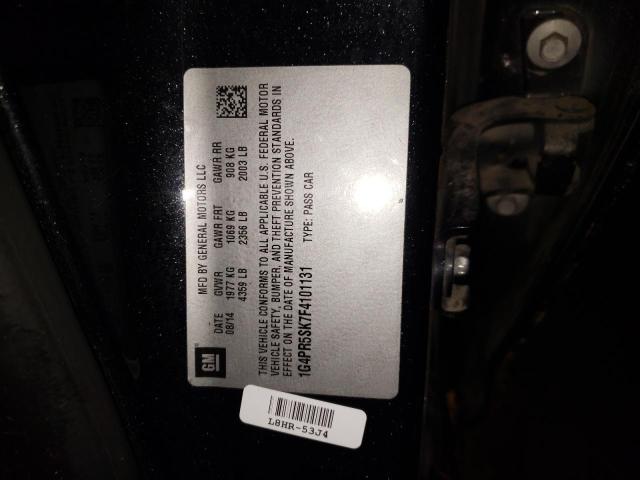 GM
MFD BY GENERAL MOTORS LLC
DATE GVWR GAWR FRT GAWR RR
08/14 1977 KG 1069 KG 908 KG
4359 LB 2356 LB 2003 LB
THIS VEHICLE CONFORMS TO ALL APPLICABLE U.S. FEDERAL MOTOR
VEHICLE SAFETY, BUMPER, AND THEFT PREVENTION STANDARDS IN
EFFECT ON THE DATE OF MANUFACTURE SHOWN ABOVE.
1G4PR5SK7F4101131 TYPE: PASS CAR
L8HR-53J4